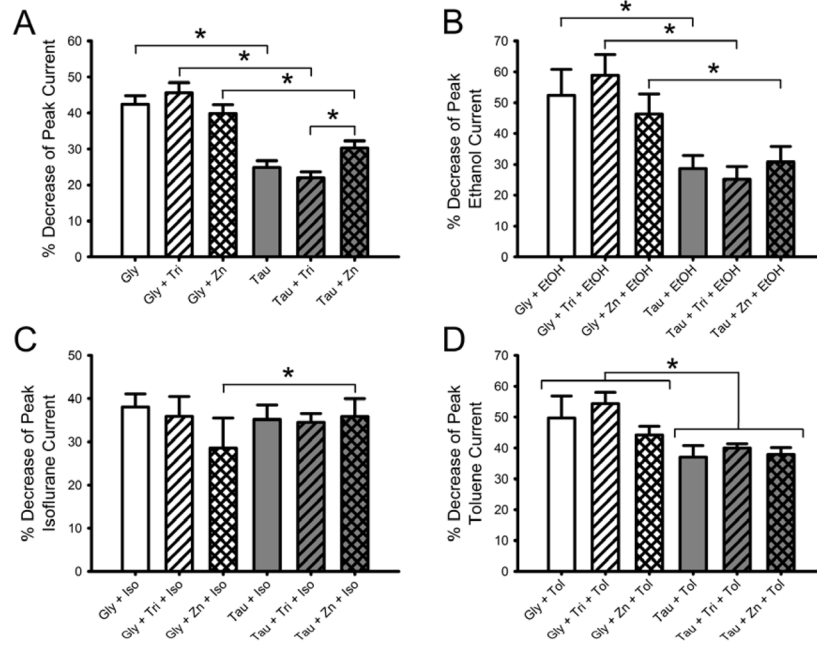 A
% Decrease of Peak Current
60
50
40
30
20
10
0
*
*
*
*
Gly
Gly + Tri
Gly + Zn
Tau
Tau + Tri
Tau + Zn
B
% Decrease of Peak
Ethanol Current
70
60
50
40
30
20
10
0
*
*
*
Gly + EtOH
Gly + Tri + EtOH
Gly + Zn + EtOH
Tau + EtOH
Tau + Tri + EtOH
Tau + Zn + EtOH
C
% Decrease of Peak
Isoflurane Current
50
40
30
20
10
0
*
Gly + Iso
Gly + Tri + Iso
Gly + Zn + Iso
Tau + Iso
Tau + Tri + Iso
Tau + Zn + Iso
D
% Decrease of Peak
Toluene Current
70
60
50
40
30
20
10
0
*
Gly + Tol
Gly + Tri + Tol
Gly + Zn + Tol
Tau + Tol
Tau + Tri + Tol
Tau + Zn + Tol